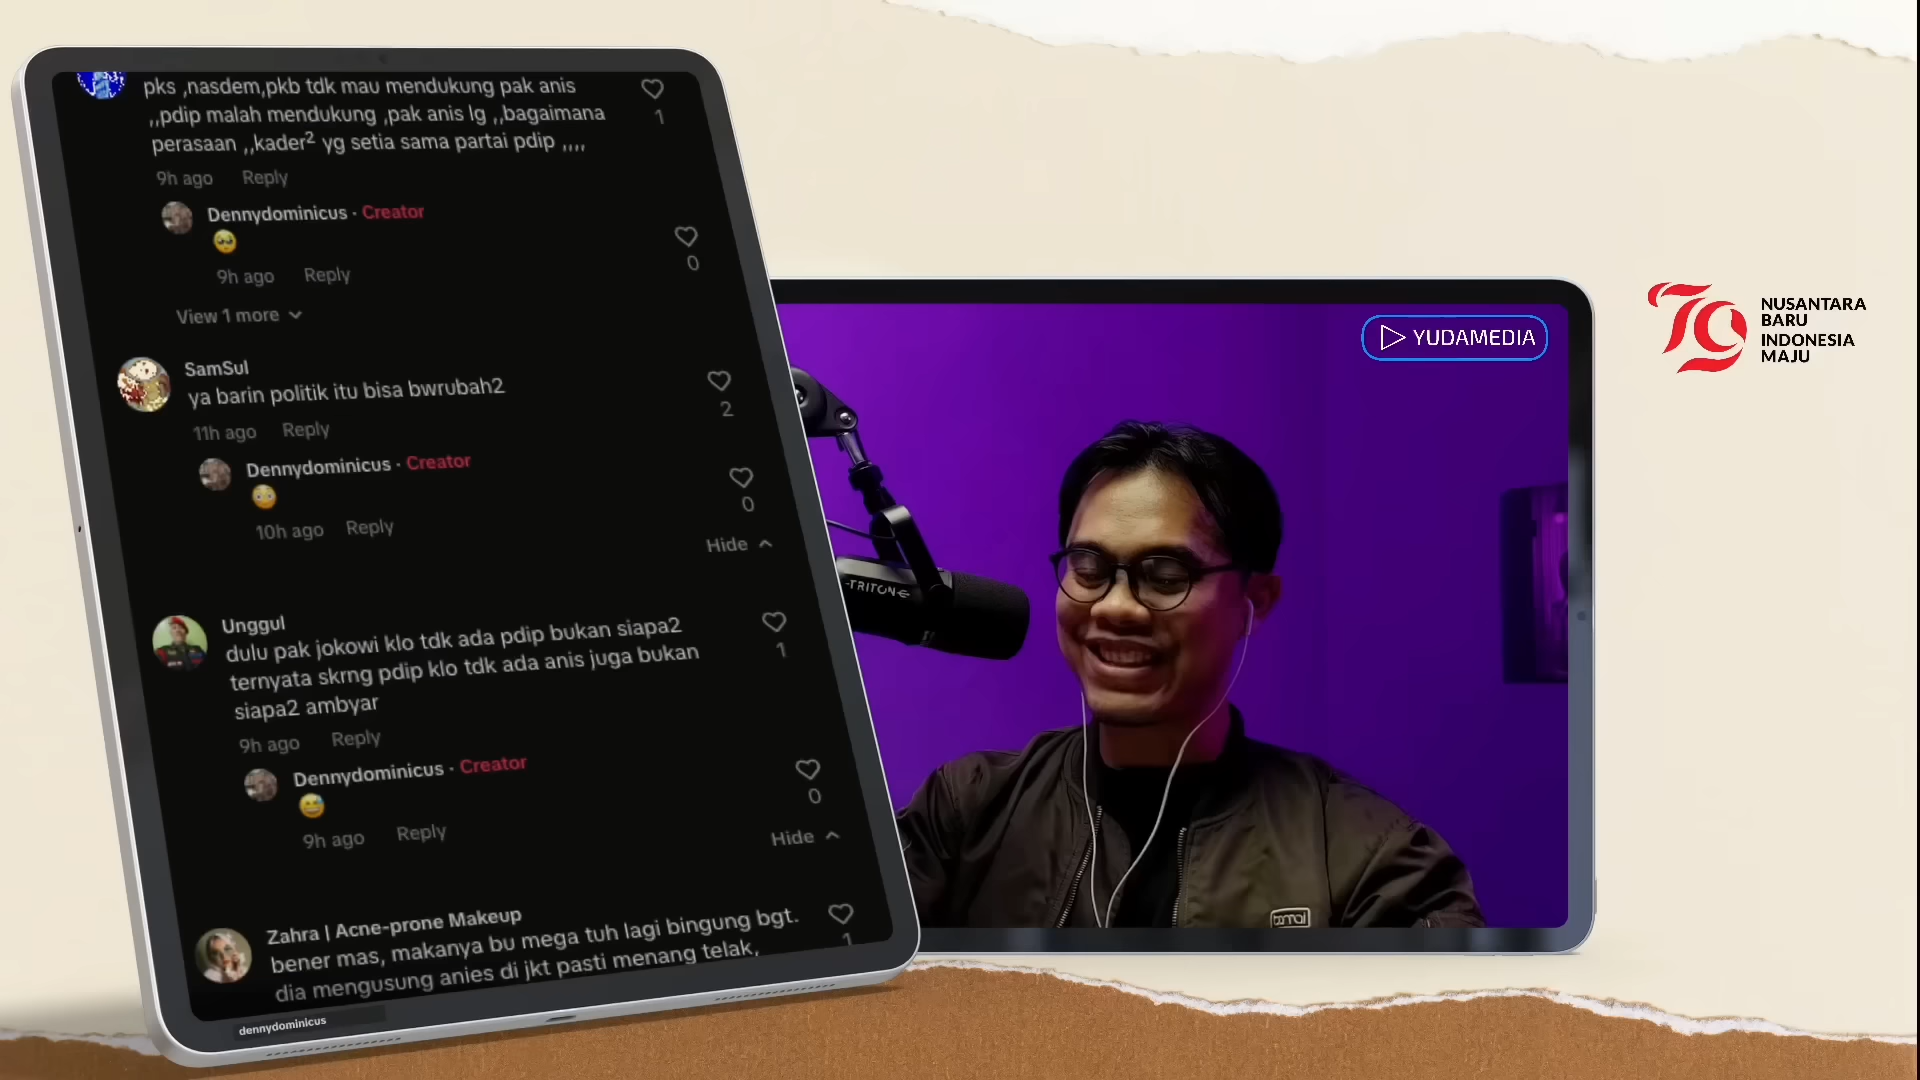 pks ,nasdem,pkb tdk mau mendukung pak anis
,,pdip malah mendukung ,pak anis lg ,,bagaimana
perasaan ,,kader² yg setia sama partai pdip ,,,,
1
9h ago Reply
Dennydominicus · Creator
🥹
0
9h ago Reply
View 1 more
SamSul
ya barin politik itu bisa bwrubah2
2
11h ago Reply
Dennydominicus · Creator
😳
0
10h ago Reply
Hide
Unggul
dulu pak jokowi klo tdk ada pdip bukan siapa2
ternyata skrng pdip klo tdk ada anis juga bukan
siapa2 ambyar
1
9h ago Reply
Dennydominicus · Creator
😅
0
9h ago Reply
Hide
Zahra | Acne-prone Makeup
bener mas, makanya bu mega tuh lagi bingung bgt.
dia mengusung anies di jkt pasti menang telak,
1
dennydominicus
YUDAMEDIA
TRITON
79
NUSANTARA
BARU
INDONESIA
MAJU